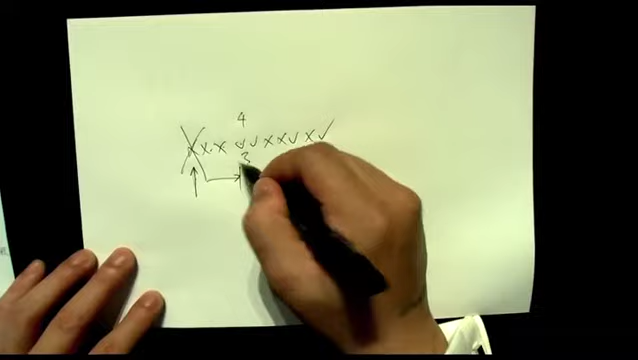 4
x x x ✓ ✓ x x ✓ x ✓
3